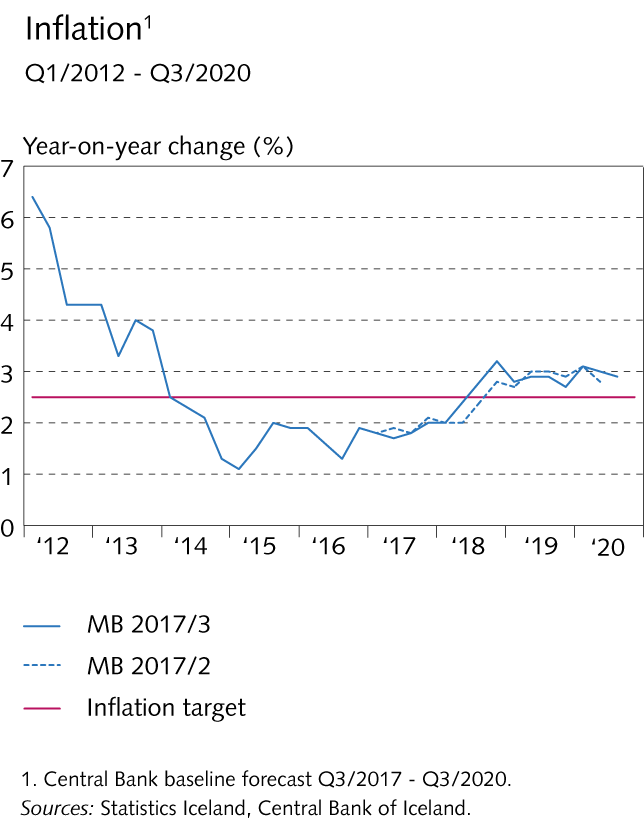 Inflation¹
Q1/2012 - Q3/2020
Year-on-year change (%)
7
6
5
4
3
2
1
0
‘12 ‘13 ‘14 ‘15 ‘16 ‘17 ‘18 ‘19 ‘20
MB 2017/3
MB 2017/2
Inflation target
1. Central Bank baseline forecast Q3/2017 - Q3/2020.
Sources: Statistics Iceland, Central Bank of Iceland.